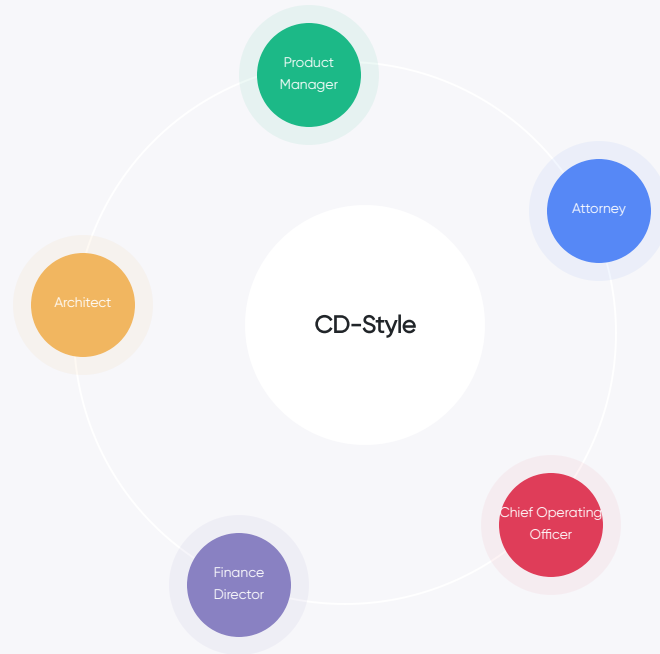 Product
Manager
Attorney
Architect
CD-Style
Chief Operating
Officer
Finance
Director